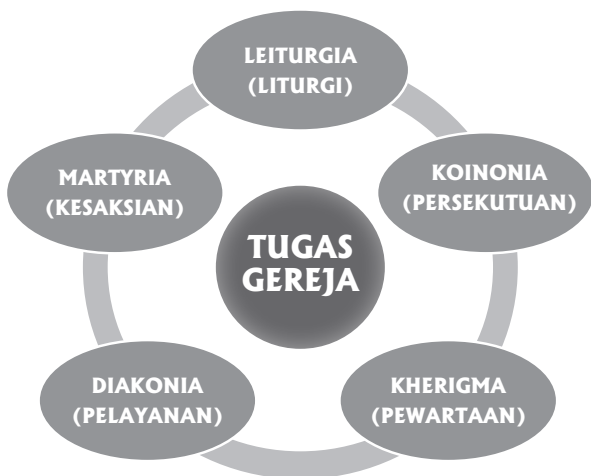 LEITURGIA
(LITURGI)
KOINONIA
(PERSEKUTUAN)
KHERIGMA
(PEWARTAAN)
DIAKONIA
(PELAYANAN)
MARTYRIA
(KESAKSIAN)
TUGAS
GEREJA